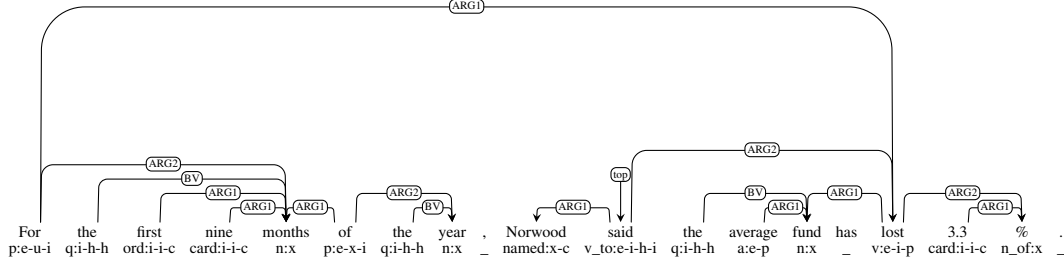 ARG1
ARG2 ARG2
BV top
ARG1 ARG2 BV ARG1 ARG2
ARG1 ARG1 BV ARG1 ARG1 ARG1
For the first nine months of the year , Norwood said the average fund has lost 3.3 % .
p:e-u-i q:i-h-h ord:i-i-c card:i-i-c n:x p:e-x-i q:i-h-h n:x _ named:x-c v_to:e-i-h-i q:i-h-h a:e-p n:x _ v:e-i-p card:i-i-c n_of:x _